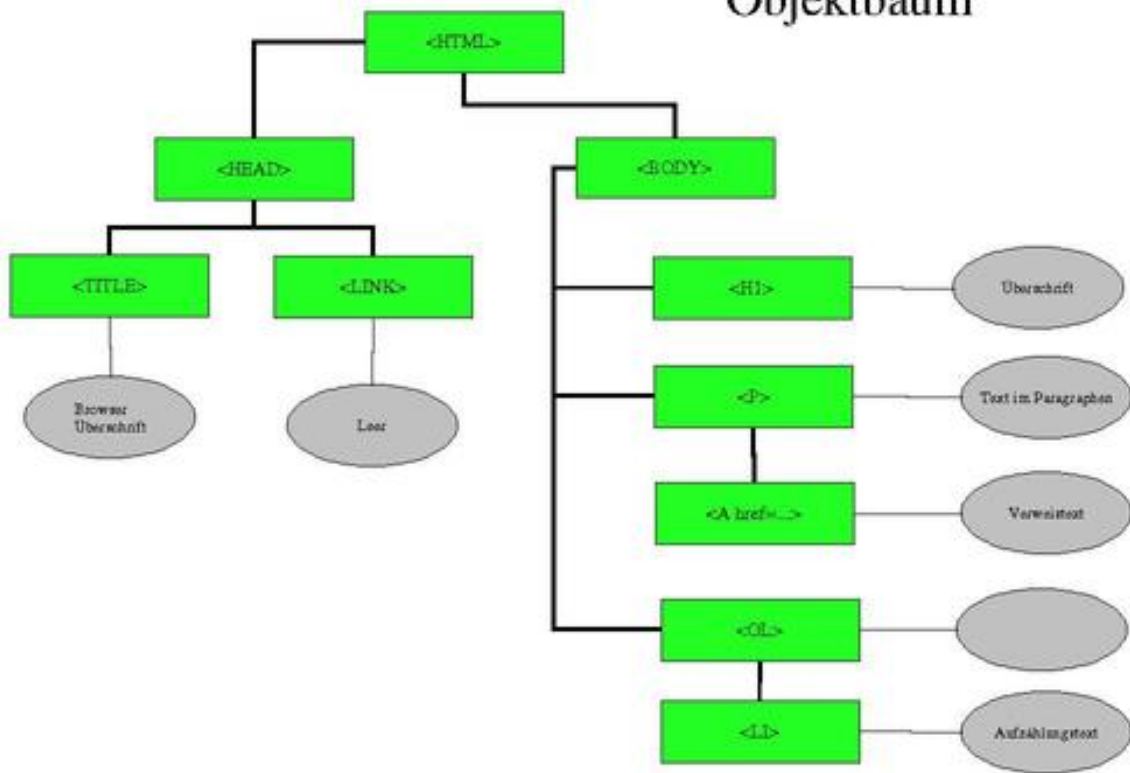 Objektbaum
<HTML>
<HEAD>
<BODY>
<TITLE>
<LINK>
<H1>
Überschrift
<P>
Text im Paragraphen
Browser
Überschrift
Leer
<A href=...>
Verweistext
<OL>
<LI>
Aufzählungstext